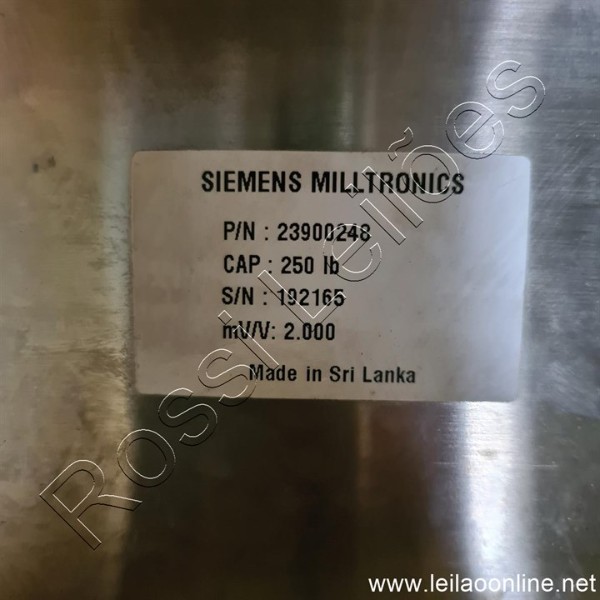 SIEMENS MILLTRONICS
P/N : 23900248
CAP : 250 lb
S/N : 192165
mV/V: 2.000
Made in Sri Lanka
Rossi Leilões
www.leilaoonline.net